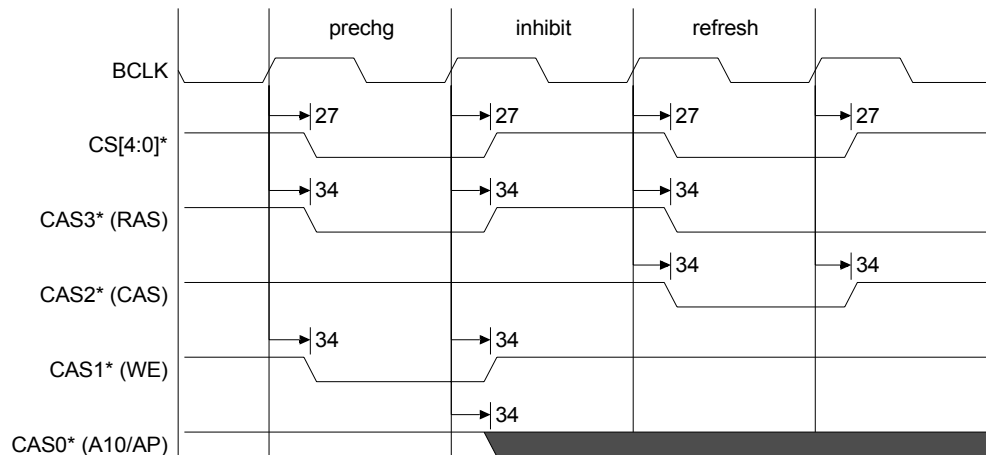 prechg inhibit refresh
BCLK
27 27 27 27
CS[4:0]*
34 34 34
CAS3* (RAS)
34 34
CAS2* (CAS)
34 34
CAS1* (WE)
34
CAS0* (A10/AP)